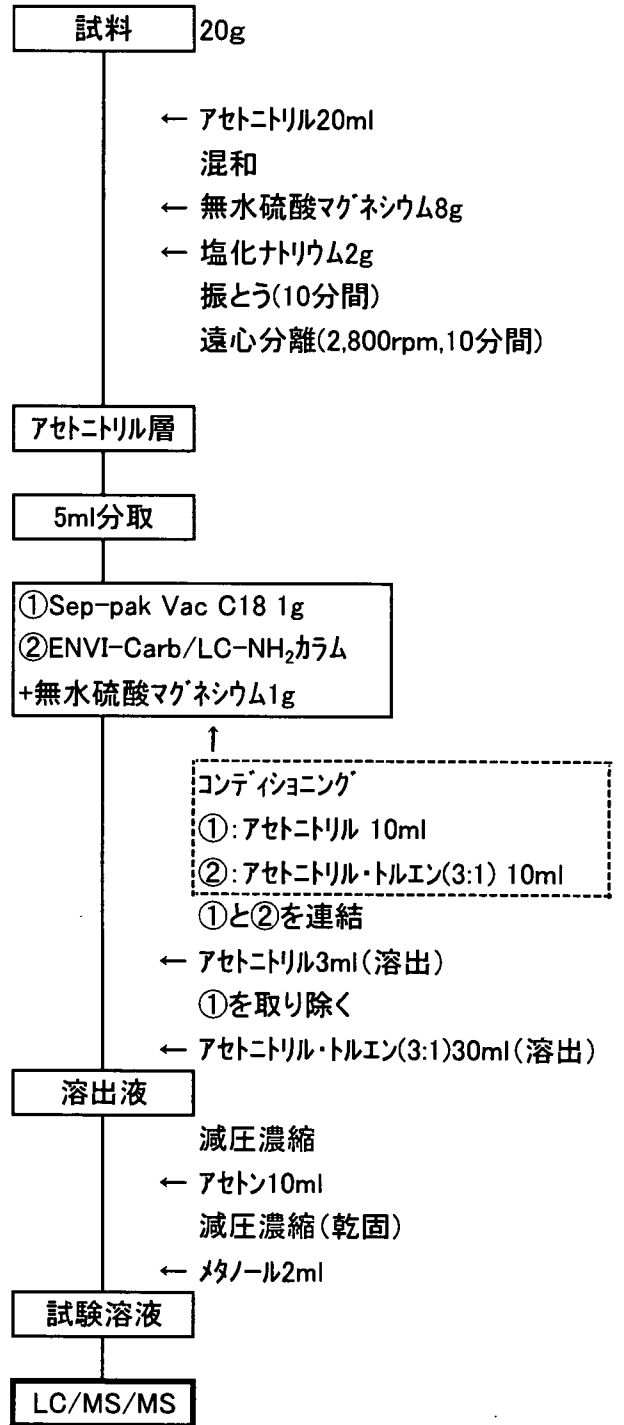 試料 20g
← アセトニトリル20ml
混和
← 無水硫酸マグネシウム8g
← 塩化ナトリウム2g
振とう(10分間)
遠心分離(2,800rpm,10分間)
アセトニトリル層
5ml分取
①Sep-pak Vac C18 1g
②ENVI-Carb/LC-NH₂カラム
+無水硫酸マグネシウム1g
↑
コンディショニング
①:アセトニトリル 10ml
②:アセトニトリル・トルエン(3:1) 10ml
①と②を連結
← アセトニトリル3ml(溶出)
①を取り除く
← アセトニトリル・トルエン(3:1)30ml(溶出)
溶出液
減圧濃縮
← アセトン10ml
減圧濃縮(乾固)
← メタノール2ml
試験溶液
LC/MS/MS